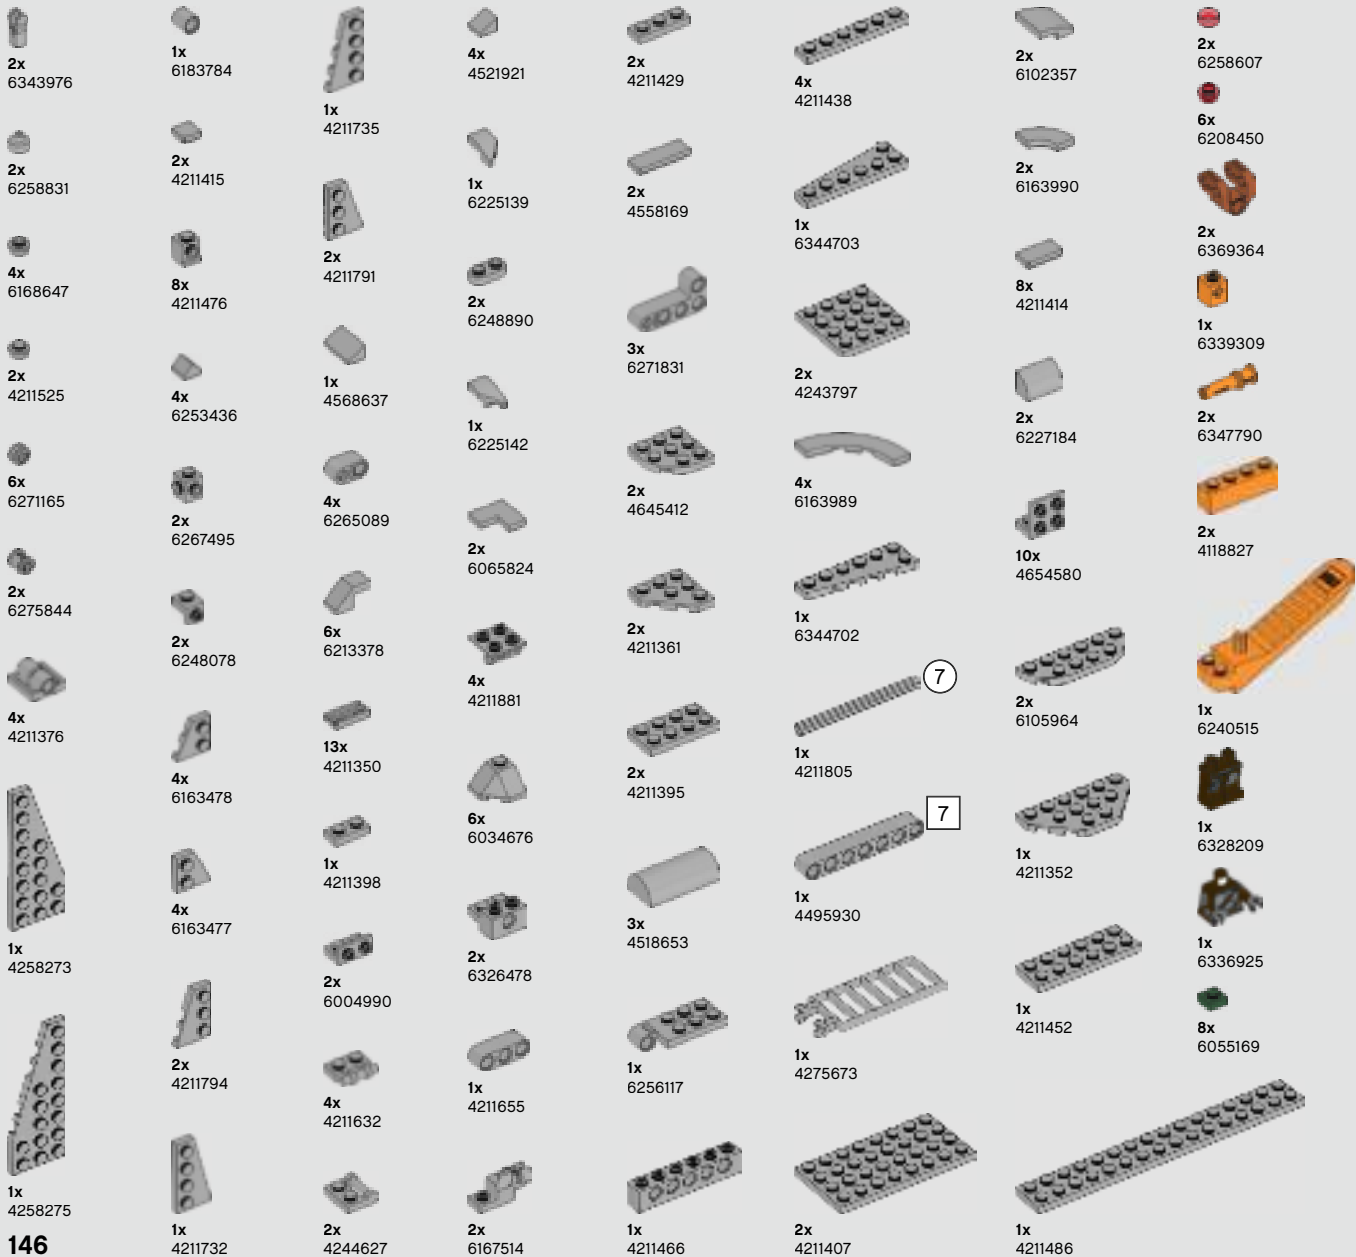 2x
6343976
2x
6258831
4x
6168647
2x
4211525
6x
6271165
2x
6275844
4x
4211376
1x
4258273
1x
4258275
146
1x
6183784
2x
4211415
8x
4211476
4x
6253436
2x
6267495
2x
6248078
4x
6163478
4x
6163477
2x
4211794
1x
4211732
1x
4211735
2x
4211791
1x
4568637
4x
6265089
6x
6213378
13x
4211350
1x
4211398
2x
6004990
4x
4211632
2x
4244627
4x
4521921
1x
6225139
2x
6248890
1x
6225142
2x
6065824
4x
4211881
6x
6034676
2x
6326478
1x
4211655
2x
6167514
2x
4211429
2x
4558169
3x
6271831
2x
4645412
2x
4211361
2x
4211395
3x
4518653
1x
6256117
1x
4211466
4x
4211438
1x
6344703
2x
4243797
4x
6163989
1x
6344702
7
1x
4211805
7
1x
4495930
1x
4275673
2x
4211407
2x
6102357
2x
6163990
8x
4211414
2x
6227184
10x
4654580
2x
6105964
1x
4211352
1x
4211452
1x
4211486
2x
6258607
6x
6208450
2x
6369364
1x
6339309
2x
6347790
2x
4118827
1x
6240515
1x
6328209
1x
6336925
8x
6055169